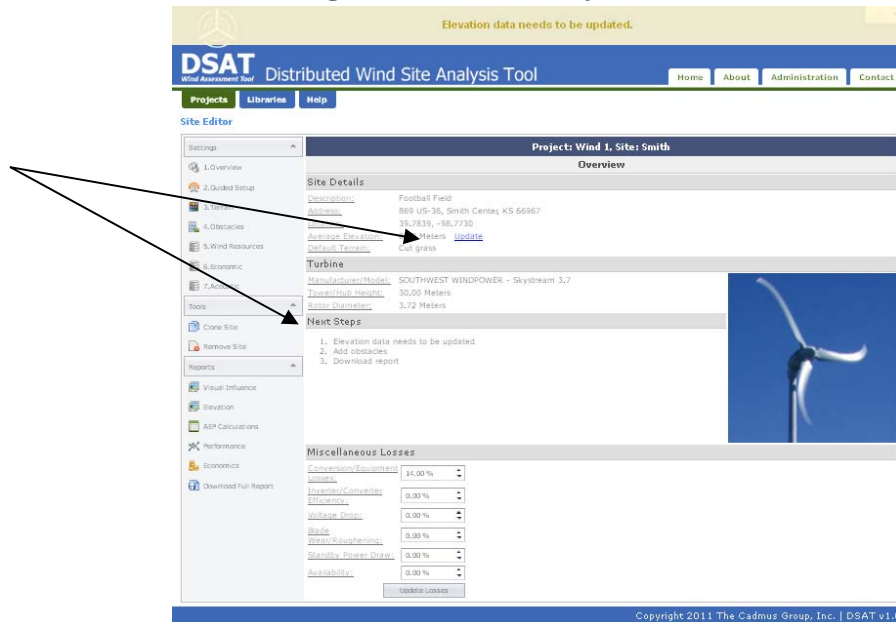 Elevation data needs to be updated.
DSAT
Wind Assessment Tool
Distributed Wind Site Analysis Tool
Home About Administration Contact
Projects Libraries Help
Site Editor
Settings
1.Overview
2.Guided Setup
3.
4.Obstacles
5.Wind Resources
6.Economic
7.
Tools
Clone Site
Remove Site
Reports
Visual Influence
Elevation
AEP Calculations
Performance
Economics
Download Full Report
Project: Wind 1, Site: Smith
Overview
Site Details
Description: Football Field
Address: 869 US-36, Smith Center, KS 66967
39.7839, -98.7730
Average Elevation: Meters Update
Default Terrain: Cut grass
Turbine
Manufacturer/Model: SOUTHWEST WINDPOWER - Skystream 3.7
Tower/Hub Height: 30.00 Meters
Rotor Diameter: 3.72 Meters
Next Steps
1. Elevation data needs to be updated
2. Add obstacles
3. Download report
Miscellaneous Losses
Conversion/Equipment Losses: 14.00 %
Inverter/Converter Efficiency: 0.00 %
Voltage Drop: 0.00 %
Blade Wear/Roughening: 0.00 %
Standby Power Draw: 0.00 %
Availability: 0.00 %
Update Losses
Copyright 2011 The Cadmus Group, Inc. | DSAT v1.